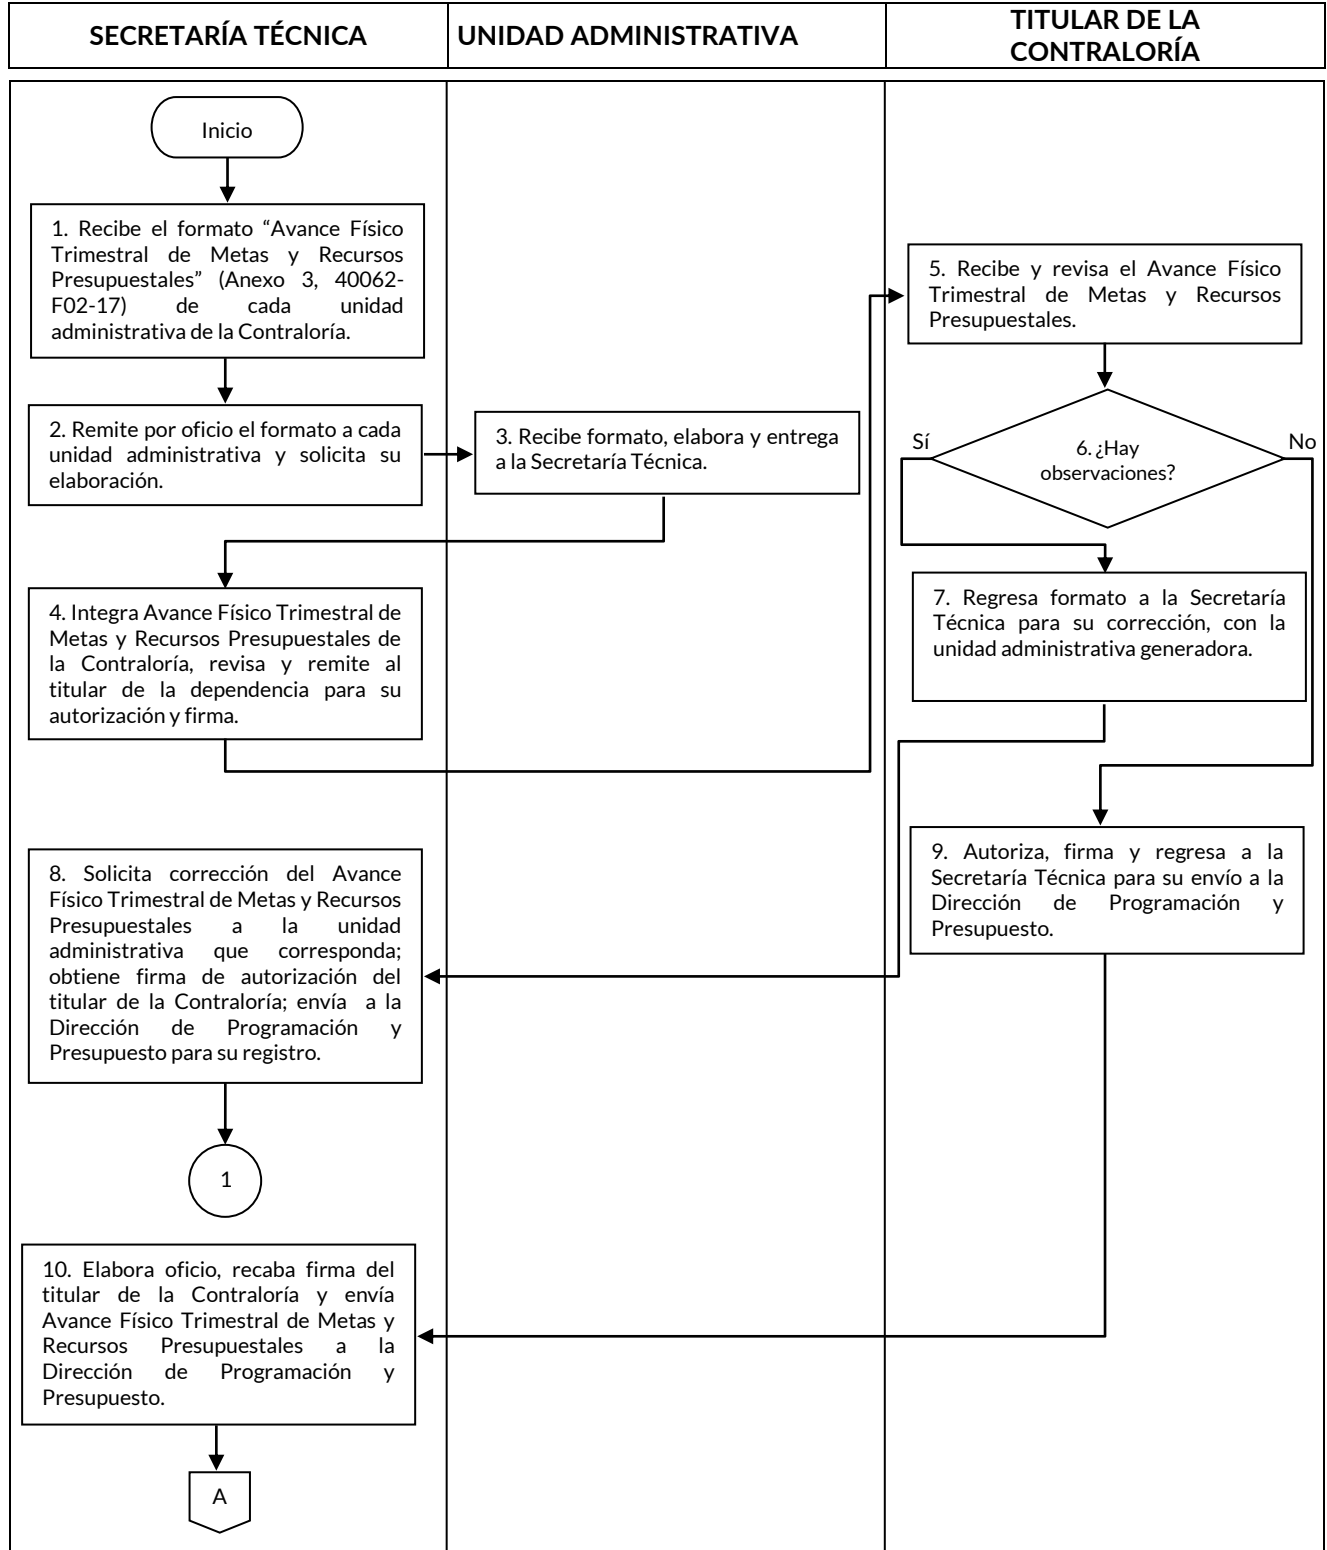 SECRETARÍA TÉCNICA
UNIDAD ADMINISTRATIVA
TITULAR DE LA
CONTRALORÍA
Inicio
1. Recibe el formato “Avance Físico
Trimestral de Metas y Recursos
Presupuestales” (Anexo 3, 40062-
F02-17) de cada unidad
administrativa de la Contraloría.
2. Remite por oficio el formato a cada
unidad administrativa y solicita su
elaboración.
3. Recibe formato, elabora y entrega
a la Secretaría Técnica.
4. Integra Avance Físico Trimestral de
Metas y Recursos Presupuestales de
la Contraloría, revisa y remite al
titular de la dependencia para su
autorización y firma.
5. Recibe y revisa el Avance Físico
Trimestral de Metas y Recursos
Presupuestales.
Sí
6. ¿Hay
observaciones?
No
7. Regresa formato a la Secretaría
Técnica para su corrección, con la
unidad administrativa generadora.
8. Solicita corrección del Avance
Físico Trimestral de Metas y Recursos
Presupuestales a la unidad
administrativa que corresponda;
obtiene firma de autorización del
titular de la Contraloría; envía a la
Dirección de Programación y
Presupuesto para su registro.
9. Autoriza, firma y regresa a la
Secretaría Técnica para su envío a la
Dirección de Programación y
Presupuesto.
1
10. Elabora oficio, recaba firma del
titular de la Contraloría y envía
Avance Físico Trimestral de Metas y
Recursos Presupuestales a la
Dirección de Programación y
Presupuesto.
A